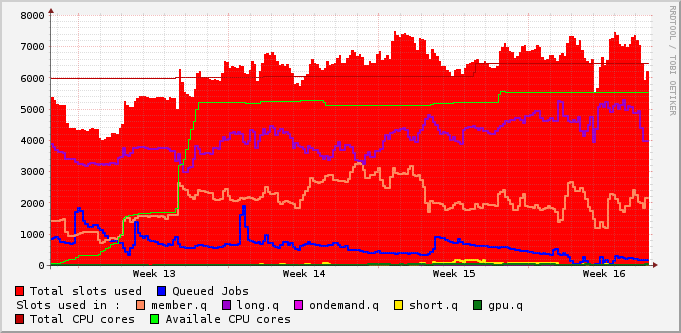 RRDTOOL / TOBI OETIKER
8000
7000
6000
5000
4000
3000
2000
1000
0
Week 13 Week 14 Week 15 Week 16
Total slots used Queued Jobs
Slots used in : member.q long.q ondemand.q short.q gpu.q
Total CPU cores Availale CPU cores